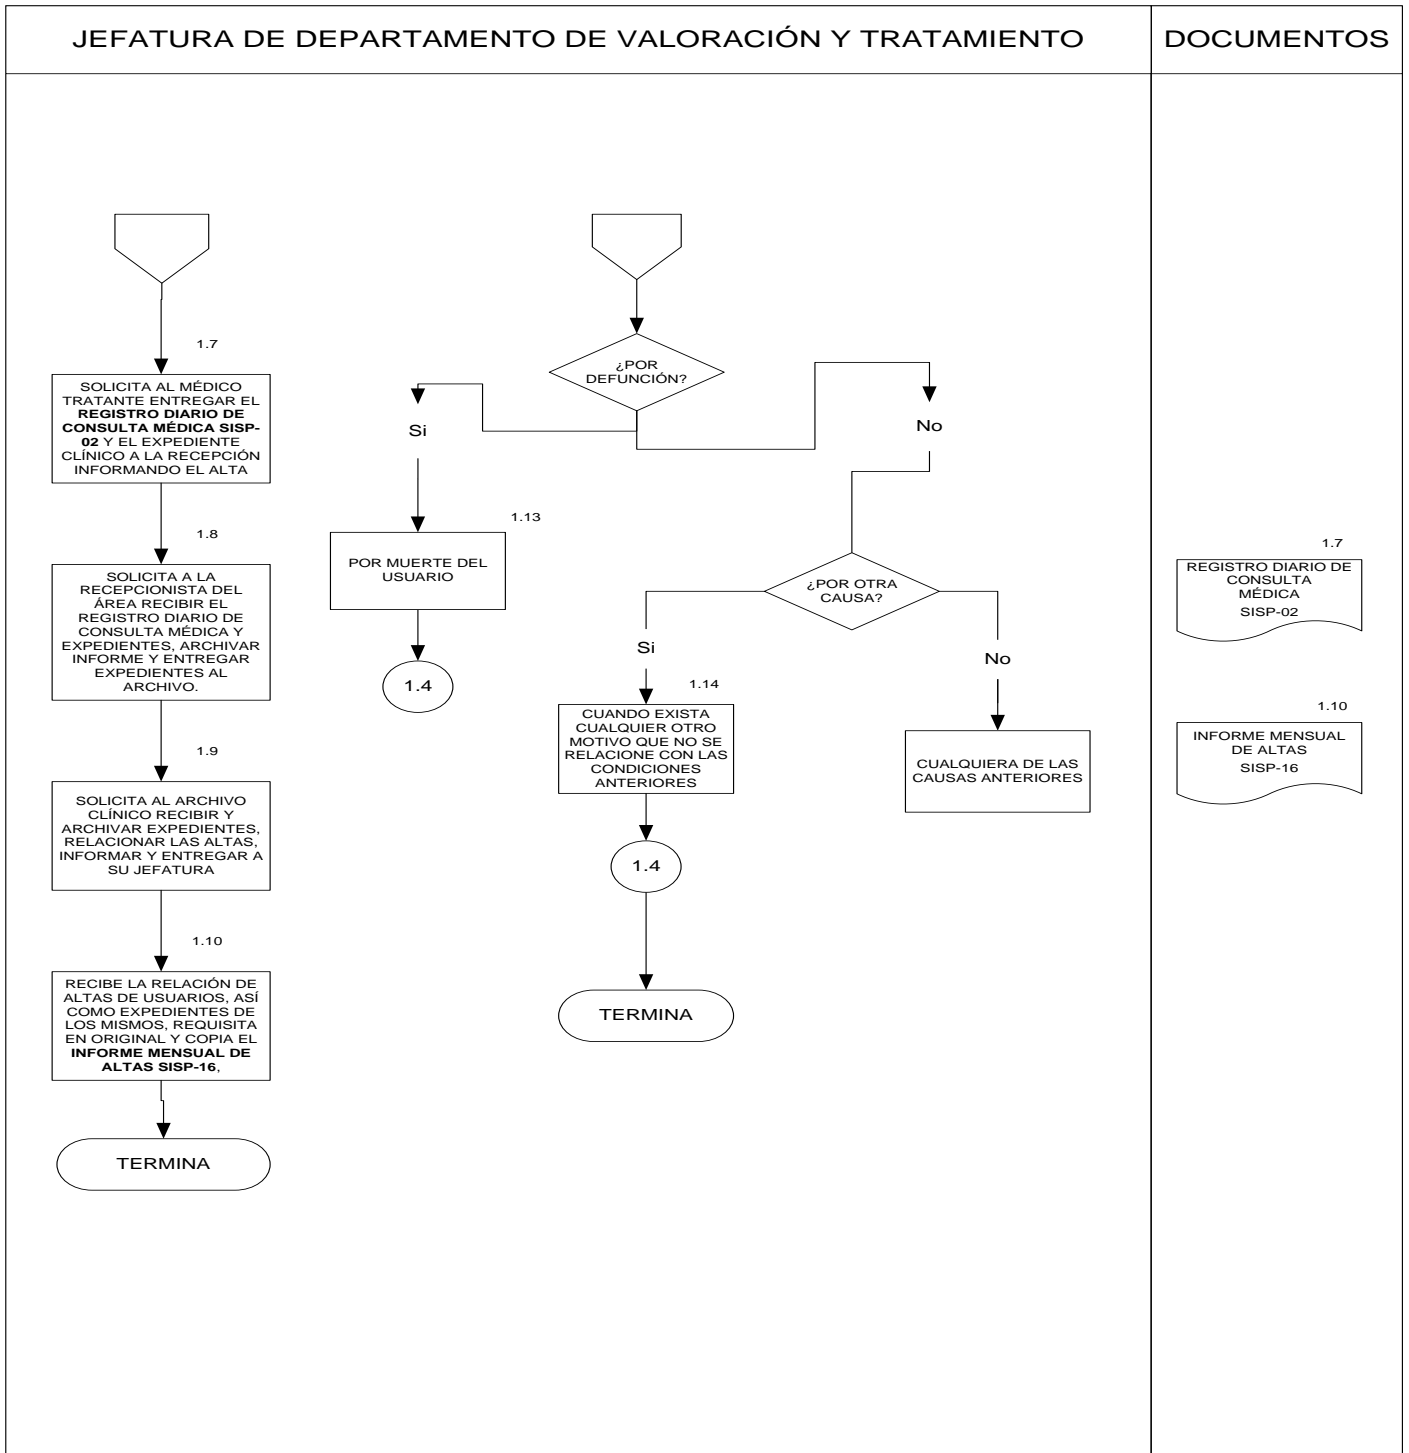 JEFATURA DE DEPARTAMENTO DE VALORACIÓN Y TRATAMIENTO
DOCUMENTOS
1.7
SOLICITA AL MÉDICO
TRATANTE ENTREGAR EL
REGISTRO DIARIO DE
CONSULTA MÉDICA SISP-
02 Y EL EXPEDIENTE
CLÍNICO A LA RECEPCIÓN
INFORMANDO EL ALTA
1.8
SOLICITA A LA
RECEPCIONISTA DEL
ÁREA RECIBIR EL
REGISTRO DIARIO DE
CONSULTA MÉDICA Y
EXPEDIENTES, ARCHIVAR
INFORME Y ENTREGAR
EXPEDIENTES AL
ARCHIVO.
1.9
SOLICITA AL ARCHIVO
CLÍNICO RECIBIR Y
ARCHIVAR EXPEDIENTES,
RELACIONAR LAS ALTAS,
INFORMAR Y ENTREGAR A
SU JEFATURA
1.10
RECIBE LA RELACIÓN DE
ALTAS DE USUARIOS, ASÍ
COMO EXPEDIENTES DE
LOS MISMOS, REQUISITA
EN ORIGINAL Y COPIA EL
INFORME MENSUAL DE
ALTAS SISP-16,
TERMINA
¿POR
DEFUNCIÓN?
Si
No
1.13
POR MUERTE DEL
USUARIO
1.4
¿POR OTRA
CAUSA?
Si
No
1.14
CUANDO EXISTA
CUALQUIER OTRO
MOTIVO QUE NO SE
RELACIONE CON LAS
CONDICIONES
ANTERIORES
CUALQUIERA DE LAS
CAUSAS ANTERIORES
1.4
TERMINA
1.7
REGISTRO DIARIO DE
CONSULTA
MÉDICA
SISP-02
1.10
INFORME MENSUAL
DE ALTAS
SISP-16